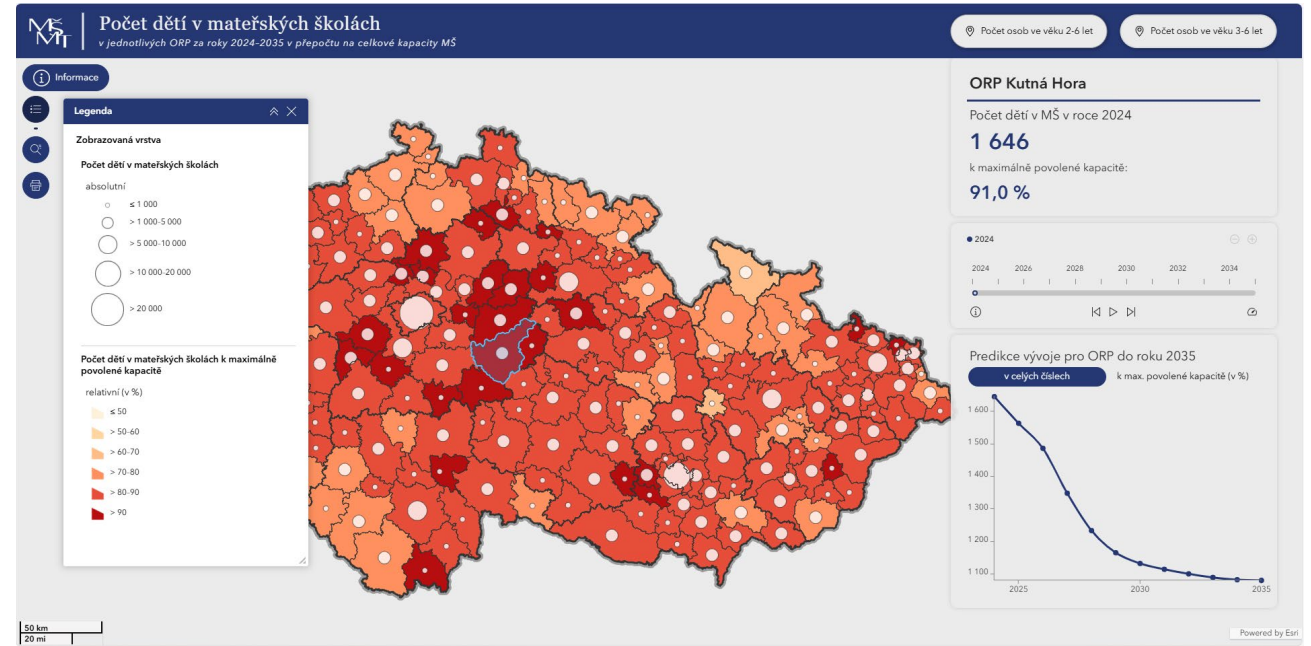 MŠMT
Počet dětí v mateřských školách
v jednotlivých ORP za roky 2024-2035 v přepočtu na celkové kapacity MŠ
Počet osob ve věku 2-6 let
Počet osob ve věku 3-6 let
Informace
Legenda
Zobrazovaná vrstva
Počet dětí v mateřských školách
absolutní
≤ 1 000
> 1 000-5 000
> 5 000-10 000
> 10 000-20 000
> 20 000
Počet dětí v mateřských školách k maximálně
povolené kapacitě
relativní (v %)
≤ 50
> 50-60
> 60-70
> 70-80
> 80-90
> 90
50 km
20 mi
ORP Kutná Hora
Počet dětí v MŠ v roce 2024
1 646
k maximálně povolené kapacitě:
91,0 %
2024
2024 2026 2028 2030 2032 2034
Predikce vývoje pro ORP do roku 2035
v celých číslech
k max. povolené kapacitě (v %)
1 600
1 500
1 400
1 300
1 200
1 100
2025 2030 2035
Powered by Esri